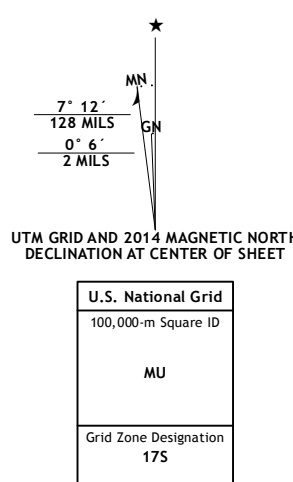 ★
MN
7° 12´
128 MILS
GN
0° 6´
2 MILS
UTM GRID AND 2014 MAGNETIC NORTH
DECLINATION AT CENTER OF SHEET
U.S. National Grid
100,000-m Square ID
MU
Grid Zone Designation
17S